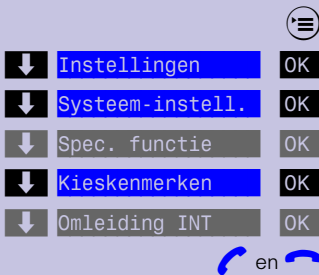 Instellingen OK
Systeem-instell. OK
Spec. functie OK
Kieskenmerken OK
Omleiding INT OK
en